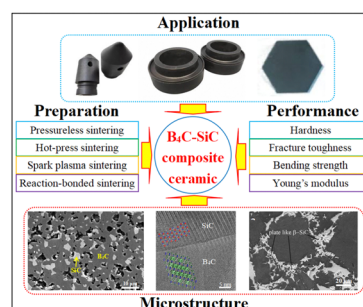 Application
Preparation
Performance
Pressureless sintering
Hot-press sintering
Spark plasma sintering
Reaction-bonded sintering
B₄C-SiC
composite
ceramic
Hardness
Fracture toughness
Bending strength
Young's modulus
SiC
B₄C
SiC
B₄C
plate like β-SiC
Microstructure